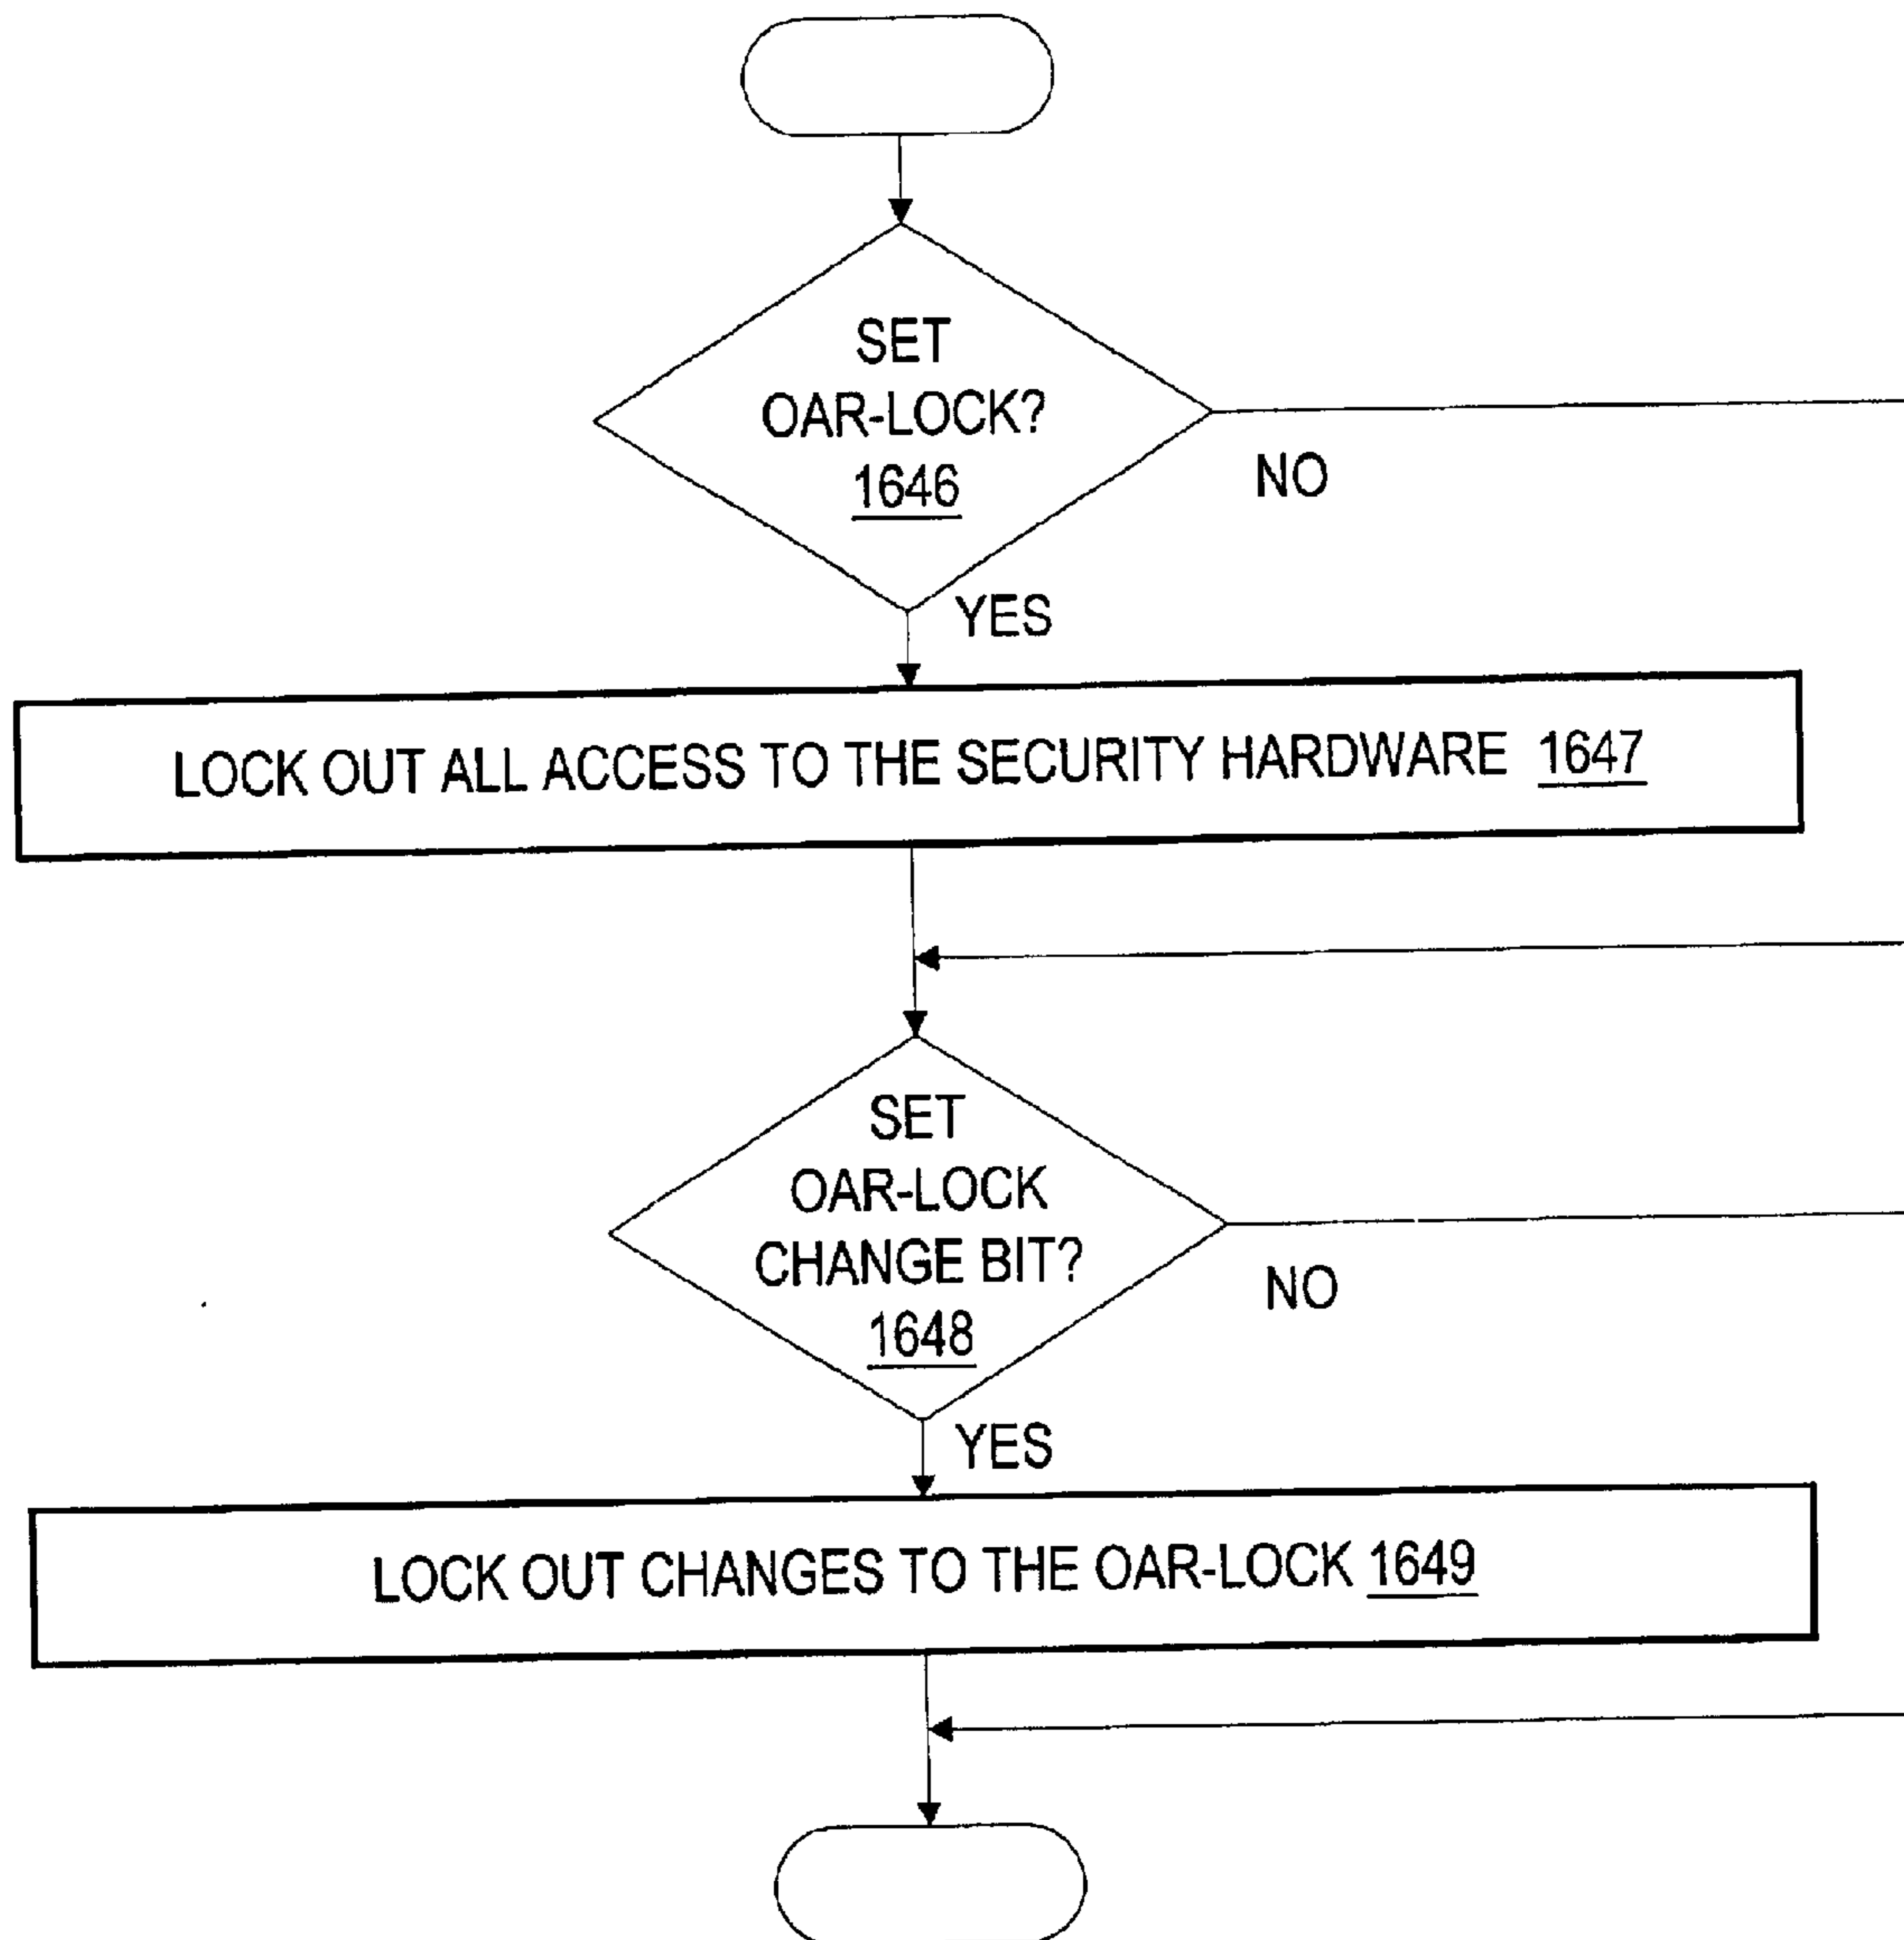 SET
OAR-LOCK?
1646
NO
YES
LOCK OUT ALL ACCESS TO THE SECURITY HARDWARE 1647
SET
OAR-LOCK
CHANGE BIT?
1648
NO
YES
LOCK OUT CHANGES TO THE OAR-LOCK 1649